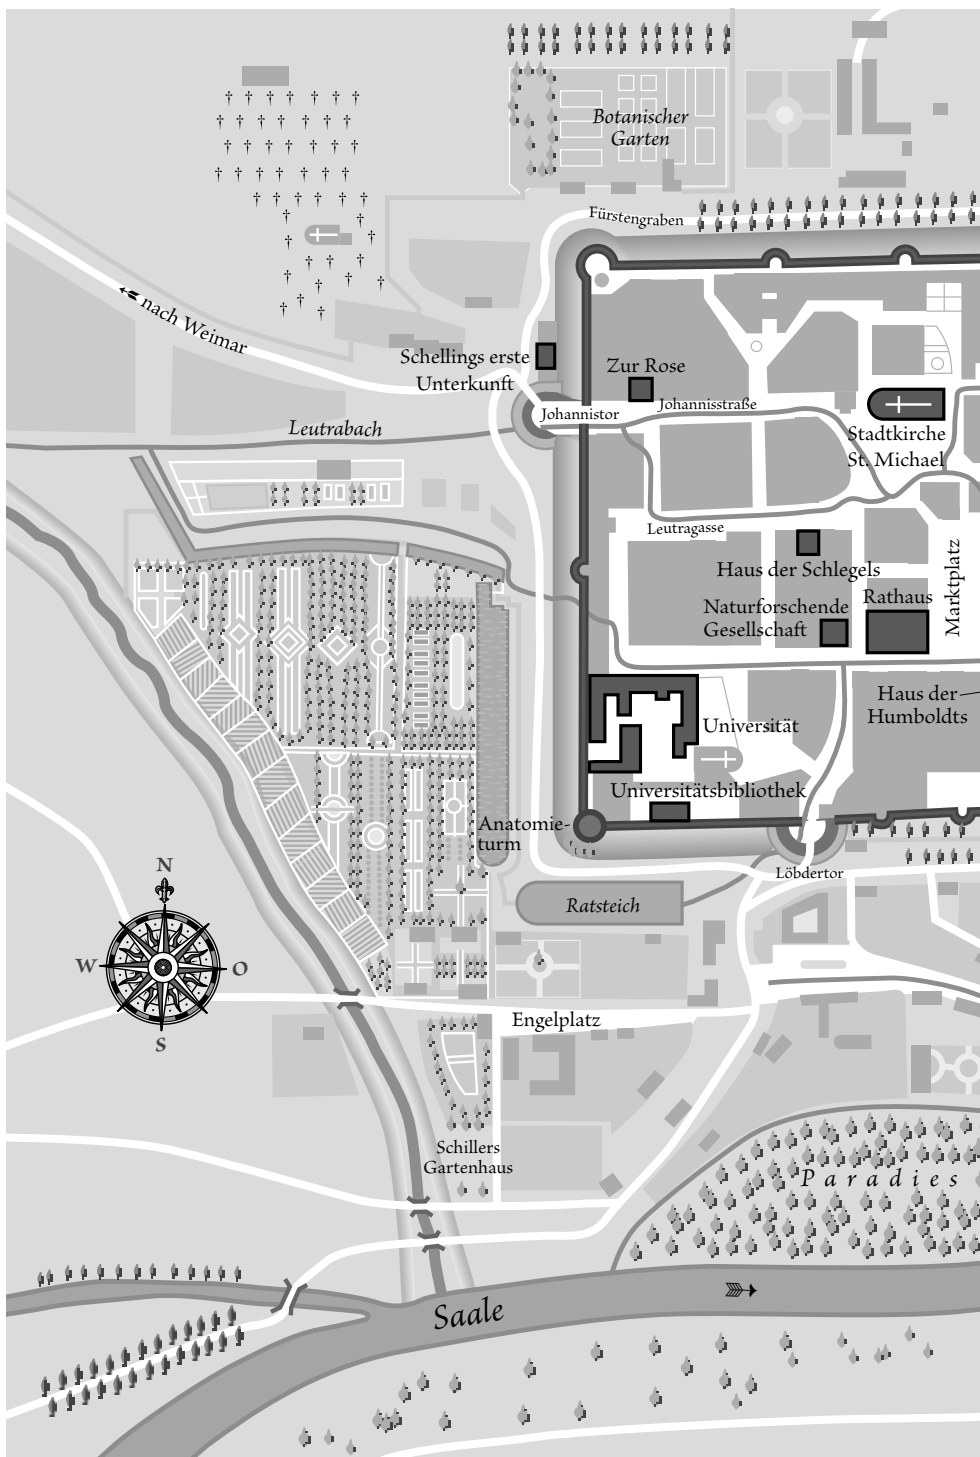 Botanischer
Garten
Fürstengraben
nach Weimar
Schellings erste
Unterkunft
Zur Rose
Johannistor
Johannisstraße
Leutrabach
Stadtkirche
St. Michael
Leutragasse
Haus der Schlegels
Marktplatz
Naturforschende
Gesellschaft
Rathaus
Haus der
Humboldts
Universität
Universitätsbibliothek
Anatomie-
turm
Löbdertor
Ratsteich
N
W
O
S
Engelplatz
Schillers
Gartenhaus
Paradies
Saale